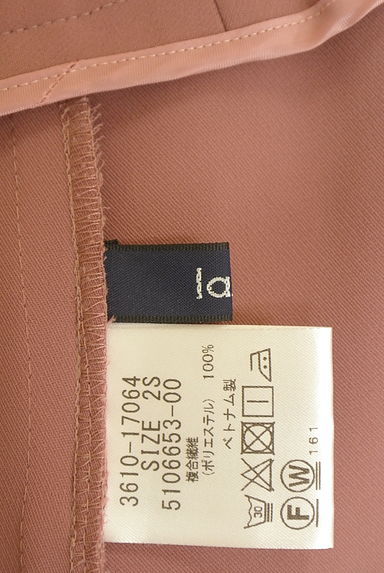 3610-17064
SIZE 2S
5106653-00
複合繊維
(ポリエステル) 100%
ベトナム製
30
F W 161